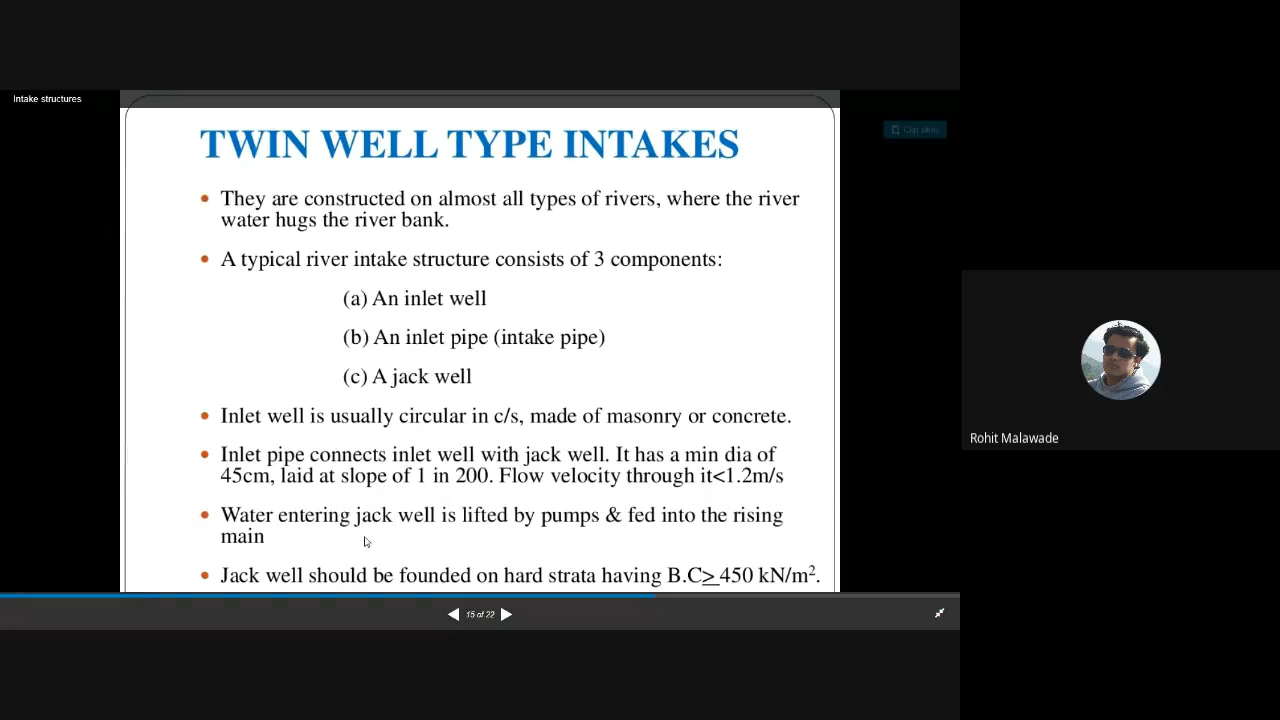 Intake structures
Clip slide
TWIN WELL TYPE INTAKES
• They are constructed on almost all types of rivers, where the river
water hugs the river bank.
• A typical river intake structure consists of 3 components:
(a) An inlet well
(b) An inlet pipe (intake pipe)
(c) A jack well
• Inlet well is usually circular in c/s, made of masonry or concrete.
• Inlet pipe connects inlet well with jack well. It has a min dia of
45cm, laid at slope of 1 in 200. Flow velocity through it<1.2m/s
• Water entering jack well is lifted by pumps & fed into the rising
main
• Jack well should be founded on hard strata having B.C≥ 450 kN/m².
Rohit Malawade
15 of 22